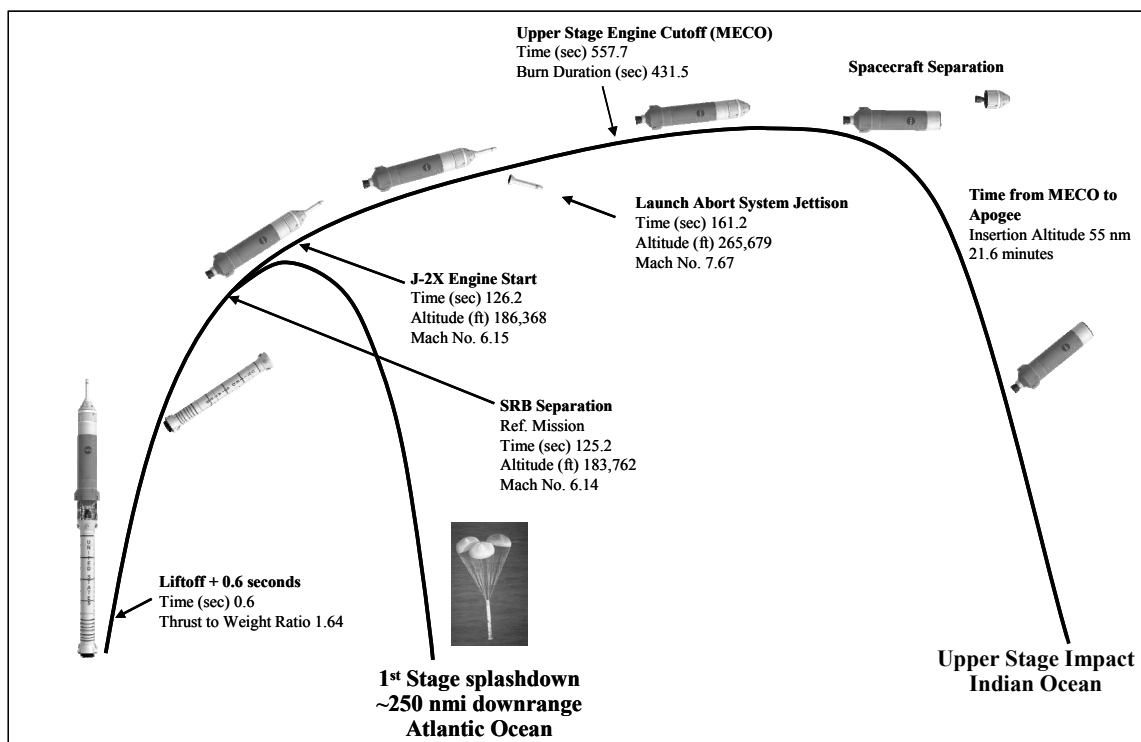 Upper Stage Engine Cutoff (MECO)
Time (sec) 557.7
Burn Duration (sec) 431.5
Spacecraft Separation
Launch Abort System Jettison
Time (sec) 161.2
Altitude (ft) 265,679
Mach No. 7.67
Time from MECO to
Apogee
Insertion Altitude 55 nm
21.6 minutes
J-2X Engine Start
Time (sec) 126.2
Altitude (ft) 186,368
Mach No. 6.15
SRB Separation
Ref. Mission
Time (sec) 125.2
Altitude (ft) 183,762
Mach No. 6.14
Liftoff + 0.6 seconds
Time (sec) 0.6
Thrust to Weight Ratio 1.64
1st Stage splashdown
~250 nmi downrange
Atlantic Ocean
Upper Stage Impact
Indian Ocean